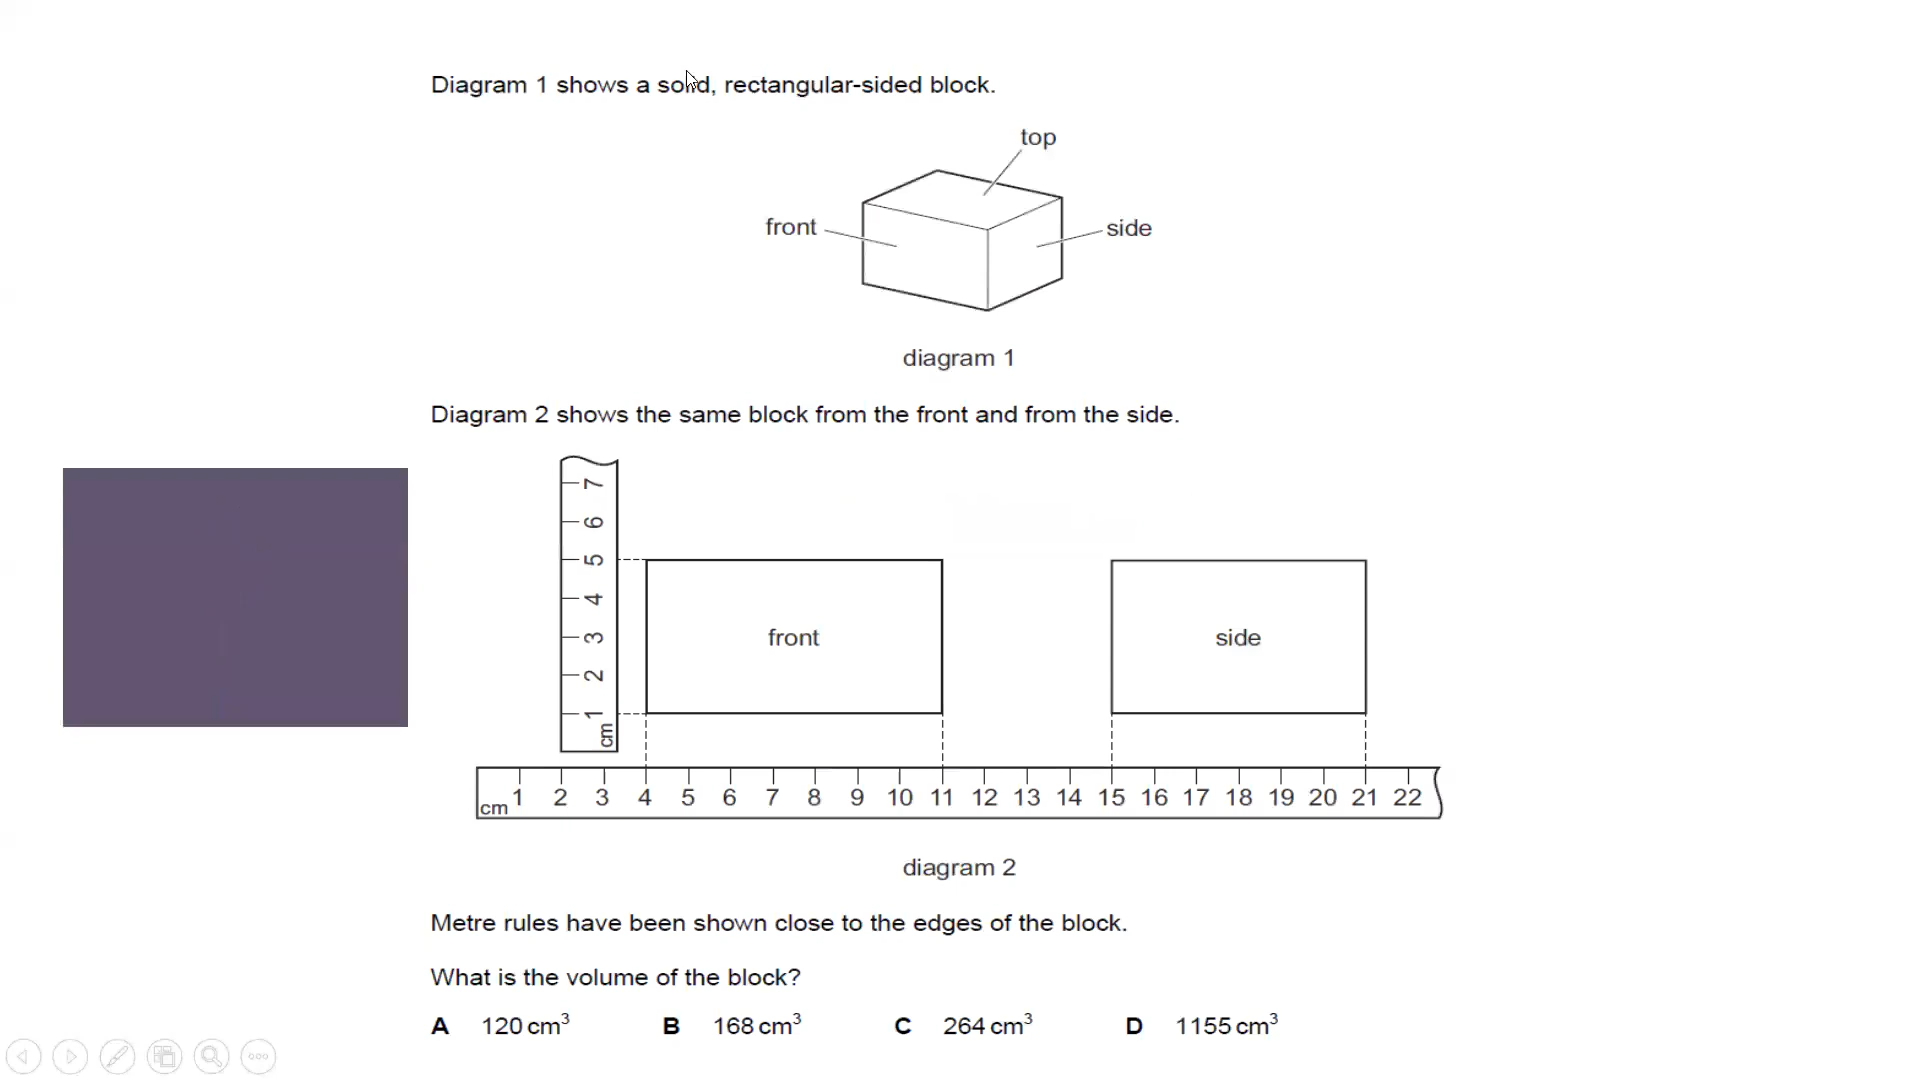 Diagram 1 shows a solid, rectangular-sided block.
top
front
side
diagram 1
Diagram 2 shows the same block from the front and from the side.
7
6
5
4
3
2
1
cm
front
side
cm 1 2 3 4 5 6 7 8 9 10 11 12 13 14 15 16 17 18 19 20 21 22
diagram 2
Metre rules have been shown close to the edges of the block.
What is the volume of the block?
A 120 cm³ B 168 cm³ C 264 cm³ D 1155 cm³